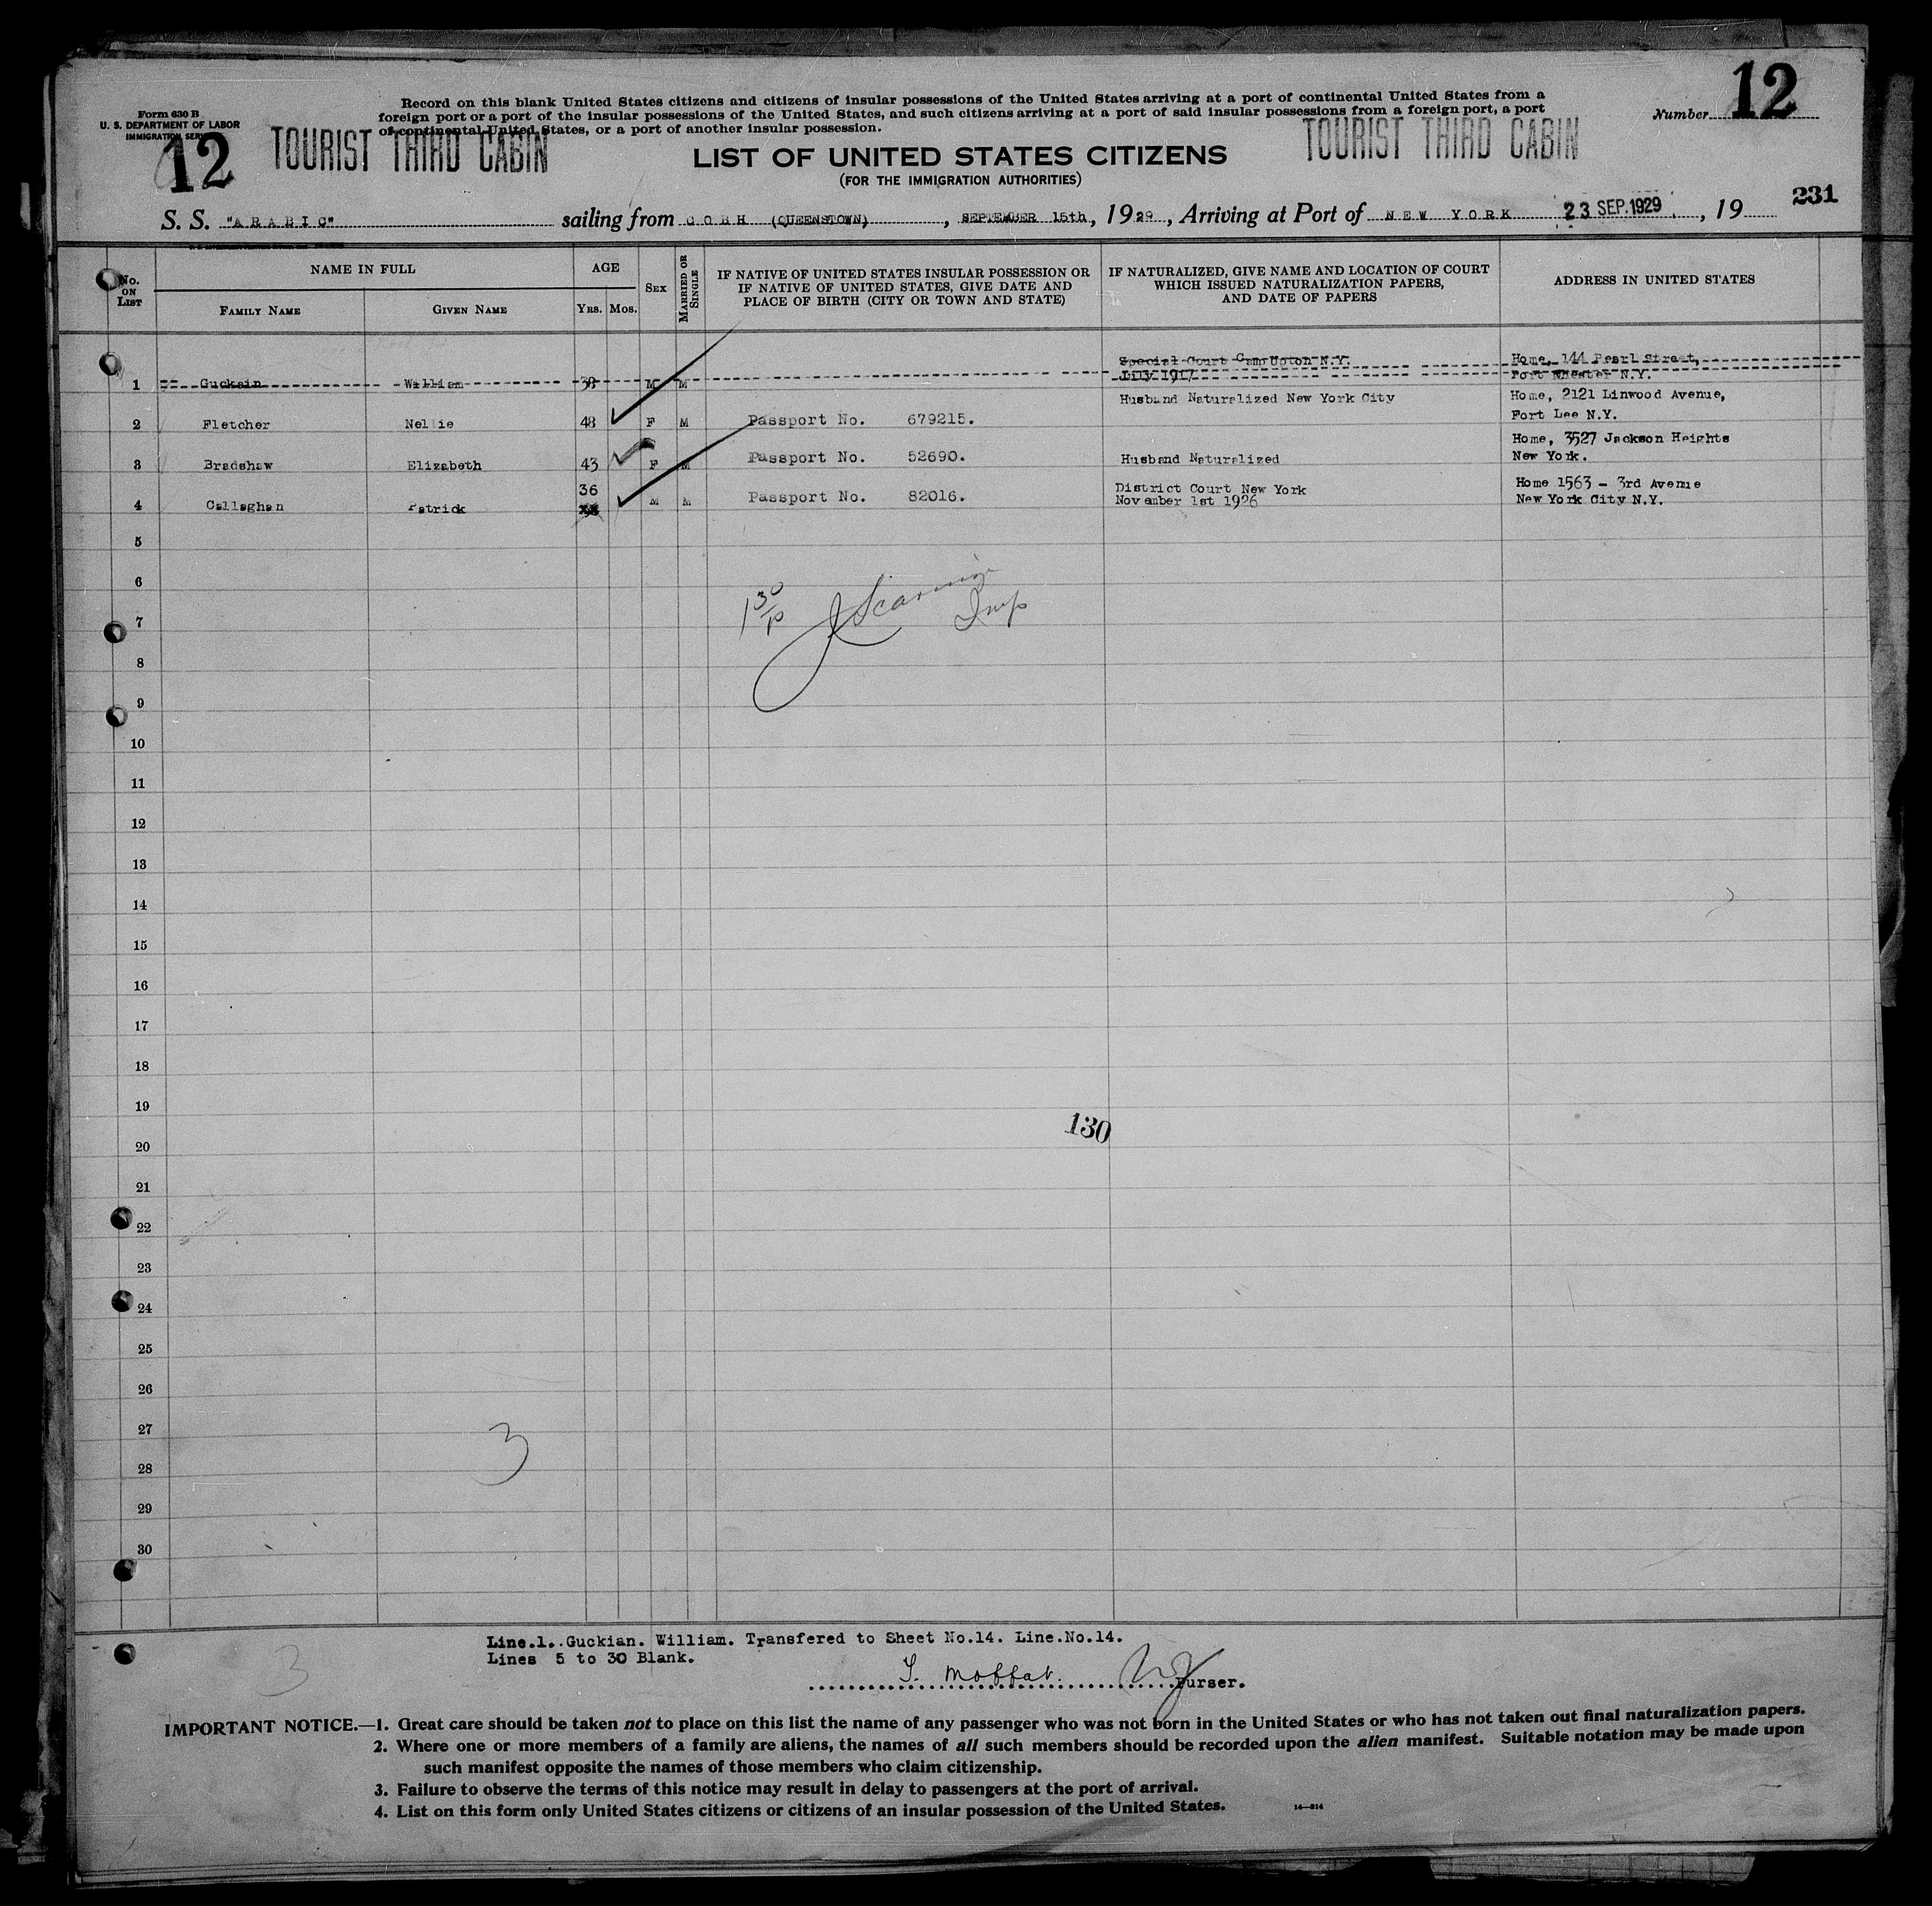 Form 630 B
U. S. DEPARTMENT OF LABOR
IMMIGRATION SERVICE
Record on this blank United States citizens and citizens of insular possessions of the United States arriving at a port of continental United States from a
foreign port or a port of the insular possessions of the United States, and such citizens arriving at a port of said insular possessions from a foreign port, a port
of continental United States, or a port of another insular possession.
Number 12
12 TOURIST THIRD CABIN
LIST OF UNITED STATES CITIZENS
TOURIST THIRD CABIN
(FOR THE IMMIGRATION AUTHORITIES)
231
S. S. "ARABIC" sailing from COBH (QUEENSTOWN), SEPTEMBER 15th, 1929, Arriving at Port of NEW YORK 23 SEP. 1929, 19
No. ON LIST
NAME IN FULL
FAMILY NAME
GIVEN NAME
AGE
YRS. MOS.
SEX
MARRIED OR SINGLE
IF NATIVE OF UNITED STATES INSULAR POSSESSION OR
IF NATIVE OF UNITED STATES, GIVE DATE AND
PLACE OF BIRTH (CITY OR TOWN AND STATE)
IF NATURALIZED, GIVE NAME AND LOCATION OF COURT
WHICH ISSUED NATURALIZATION PAPERS,
AND DATE OF PAPERS
ADDRESS IN UNITED STATES
Special Court Camp Upton N.Y. Home, 144 Pearl Street,
1 Guckain William 38 M M July 1917 Port Chester N.Y.
Husband Naturalized New York City Home, 2121 Linwood Avenue,
2 Fletcher Nellie 48 F M Passport No. 679215. Fort Lee N.Y.
Home, 3527 Jackson Heights
3 Bradshaw Elizabeth 43 F M Passport No. 52690. Husband Naturalized New York.
36 District Court New York Home 1563 - 3rd Avenue
4 Callaghan Patrick M M Passport No. 82016. November 1st 1926 New York City N.Y.
5
6
1 30/p
Insp
7
8
9
10
11
12
13
14
15
16
17
18
19
130
20
21
22
23
24
25
26
27
3
28
29
30
Line.1..Guckian. William. Transfered to Sheet No.14. Line.No.14.
Lines 5 to 30 Blank.
3
Moffat. Purser.
IMPORTANT NOTICE.—1. Great care should be taken not to place on this list the name of any passenger who was not born in the United States or who has not taken out final naturalization papers.
2. Where one or more members of a family are aliens, the names of all such members should be recorded upon the alien manifest. Suitable notation may be made upon
such manifest opposite the names of those members who claim citizenship.
3. Failure to observe the terms of this notice may result in delay to passengers at the port of arrival.
4. List on this form only United States citizens or citizens of an insular possession of the United States.
14—814